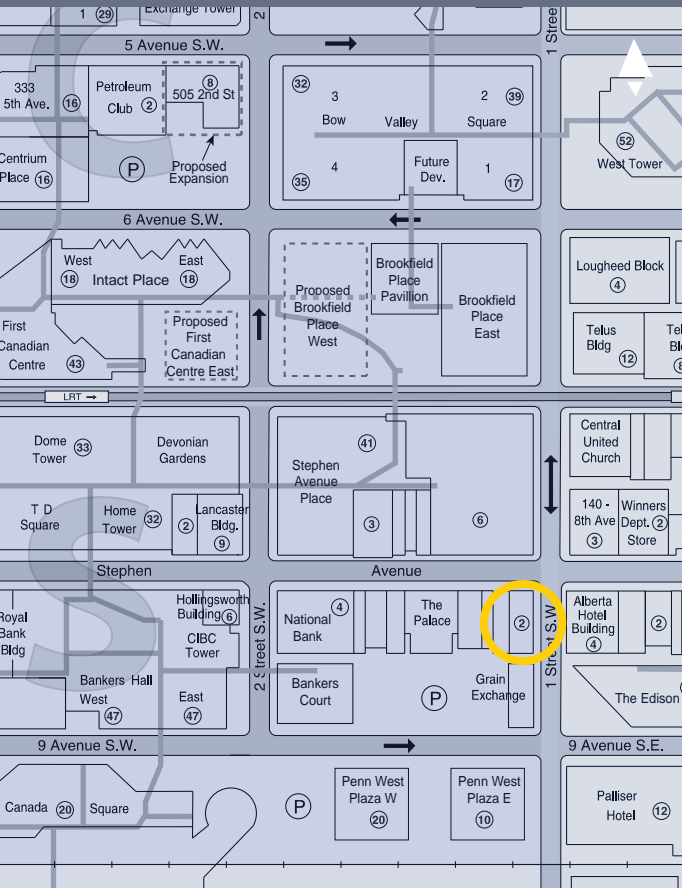 1 29
Exchange Tower
2
1 Stree
5 Avenue S.W.
333
5th Ave.
16
Petroleum
Club 2
8
505 2nd St
Centrium
Place 16
P
Proposed
Expansion
32
3
2
39
Bow Valley Square
4
Future
Dev.
1
35
17
52
West Tower
6 Avenue S.W.
West
18
East
18
Intact Place
First
Canadian
Centre 43
Proposed
First
Canadian
Centre East
Proposed
Brookfield
Place
West
Brookfield
Place
Pavilion
Brookfield
Place
East
Lougheed Block
4
Telus
Bldg
12
LRT
Dome
Tower 33
Devonian
Gardens
T D
Square
Home
Tower 32
2
Lancaster
Bldg.
9
41
Stephen
Avenue
Place
3
6
Central
United
Church
140 -
8th Ave
3
Winners
Dept. 2
Store
C
S
Stephen Avenue
Royal
Bank
Bldg
Hollingsworth
Building 6
CIBC
Tower
Bankers Hall
West
47
East
47
2 Street S.W.
National
Bank
4
The
Palace
2
Bankers
Court
P
Grain
Exchange
1 Street S.W.
Alberta
Hotel
Building
4
2
The Edison
9 Avenue S.W.
9 Avenue S.E.
Canada 20 Square
P
Penn West
Plaza W
20
Penn West
Plaza E
10
Palliser
Hotel 12